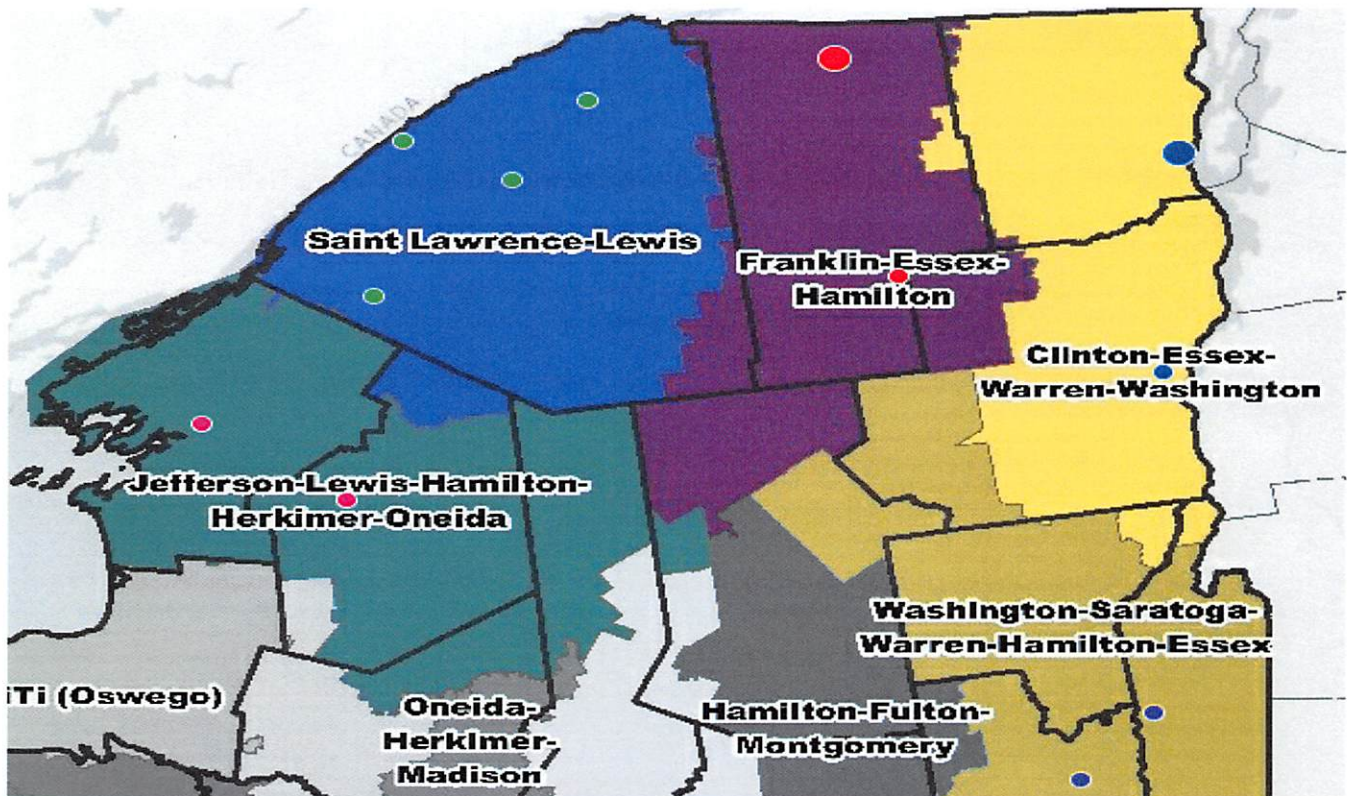 CANADA
Saint Lawrence-Lewis
Franklin-Essex-
Hamilton
Clinton-Essex-
Warren-Washington
Jefferson-Lewis-Hamilton-
Herkimer-Oneida
Washington-Saratoga-
Warren-Hamilton-Essex
iTi (Oswego)
Oneida-
Herkimer-
Madison
Hamilton-Fulton-
Montgomery